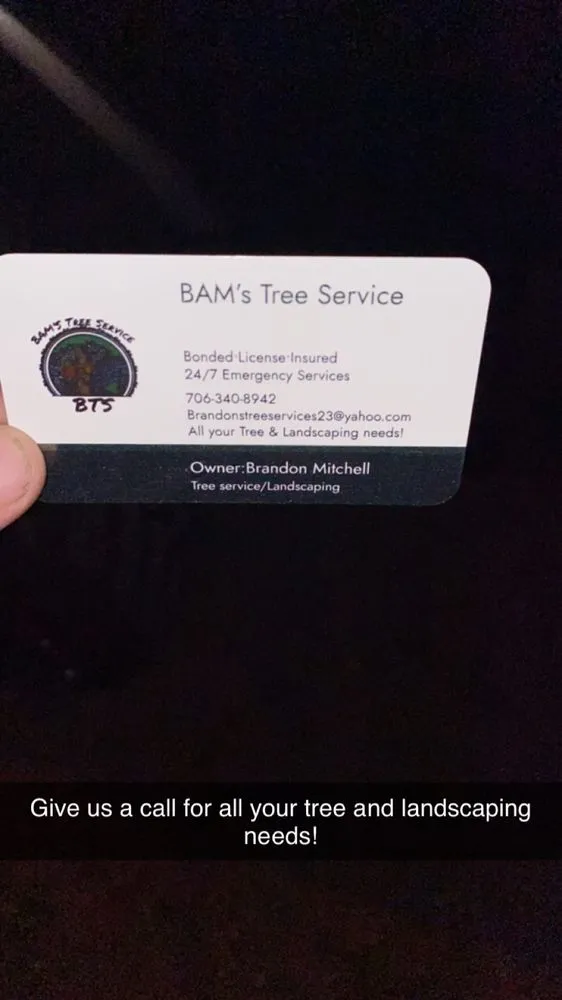 BAM's Tree Service
BAM'S TREE SERVICE
BTS
Bonded·License·Insured
24/7 Emergency Services
706-340-8942
Brandonstreeservices23@yahoo.com
All your Tree & Landscaping needs!
Owner:Brandon Mitchell
Tree service/Landscaping
Give us a call for all your tree and landscaping
needs!